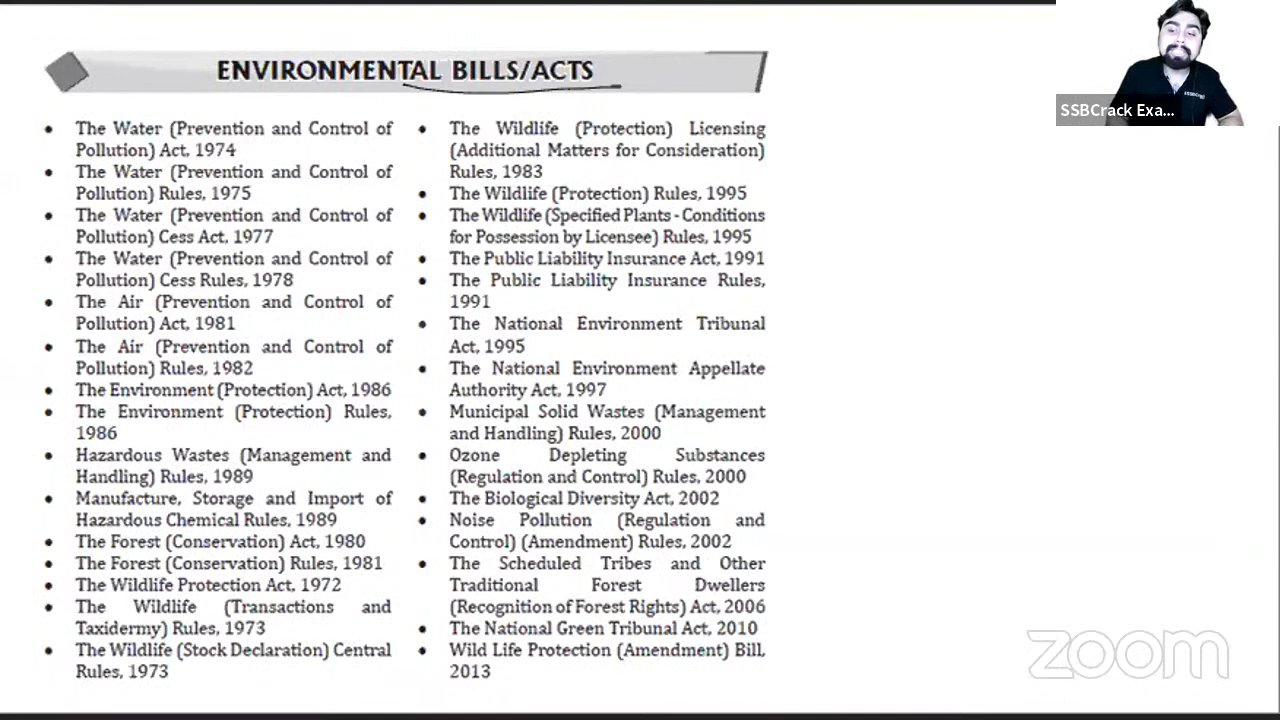 ENVIRONMENTAL BILLS/ACTS
• The Water (Prevention and Control of
Pollution) Act, 1974
• The Water (Prevention and Control of
Pollution) Rules, 1975
• The Water (Prevention and Control of
Pollution) Cess Act, 1977
• The Water (Prevention and Control of
Pollution) Cess Rules, 1978
• The Air (Prevention and Control of
Pollution) Act, 1981
• The Air (Prevention and Control of
Pollution) Rules, 1982
• The Environment (Protection) Act, 1986
• The Environment (Protection) Rules,
1986
• Hazardous Wastes (Management and
Handling) Rules, 1989
• Manufacture, Storage and Import of
Hazardous Chemical Rules, 1989
• The Forest (Conservation) Act, 1980
• The Forest (Conservation) Rules, 1981
• The Wildlife Protection Act, 1972
• The Wildlife (Transactions and
Taxidermy) Rules, 1973
• The Wildlife (Stock Declaration) Central
Rules, 1973
• The Wildlife (Protection) Licensing
(Additional Matters for Consideration)
Rules, 1983
• The Wildlife (Protection) Rules, 1995
• The Wildlife (Specified Plants - Conditions
for Possession by Licensee) Rules, 1995
• The Public Liability Insurance Act, 1991
• The Public Liability Insurance Rules,
1991
• The National Environment Tribunal
Act, 1995
• The National Environment Appellate
Authority Act, 1997
• Municipal Solid Wastes (Management
and Handling) Rules, 2000
• Ozone Depleting Substances
(Regulation and Control) Rules, 2000
• The Biological Diversity Act, 2002
• Noise Pollution (Regulation and
Control) (Amendment) Rules, 2002
• The Scheduled Tribes and Other
Traditional Forest Dwellers
(Recognition of Forest Rights) Act, 2006
• The National Green Tribunal Act, 2010
• Wild Life Protection (Amendment) Bill,
2013
SSBCrack Exa...
zoom